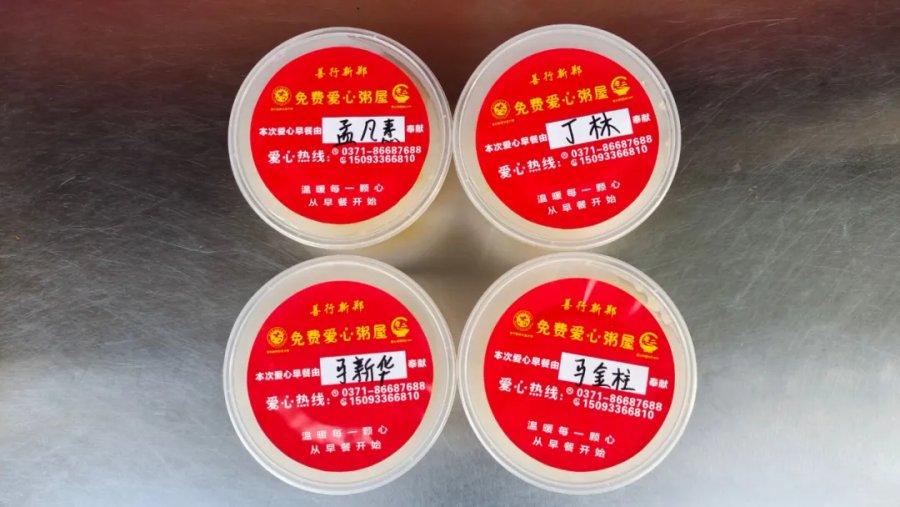 善行新郑
免费爱心粥屋
本次爱心早餐由 孟凡素 奉献
爱心热线: 0371-86687688
15093366810
温暖每一颗心
从早餐开始
善行新郑
免费爱心粥屋
本次爱心早餐由 丁林 奉献
爱心热线: 0371-86687688
15093366810
温暖每一颗心
从早餐开始
善行新郑
免费爱心粥屋
本次爱心早餐由 马新华 奉献
爱心热线: 0371-86687688
15093366810
温暖每一颗心
从早餐开始
善行新郑
免费爱心粥屋
本次爱心早餐由 马金柱 奉献
爱心热线: 0371-86687688
15093366810
温暖每一颗心
从早餐开始